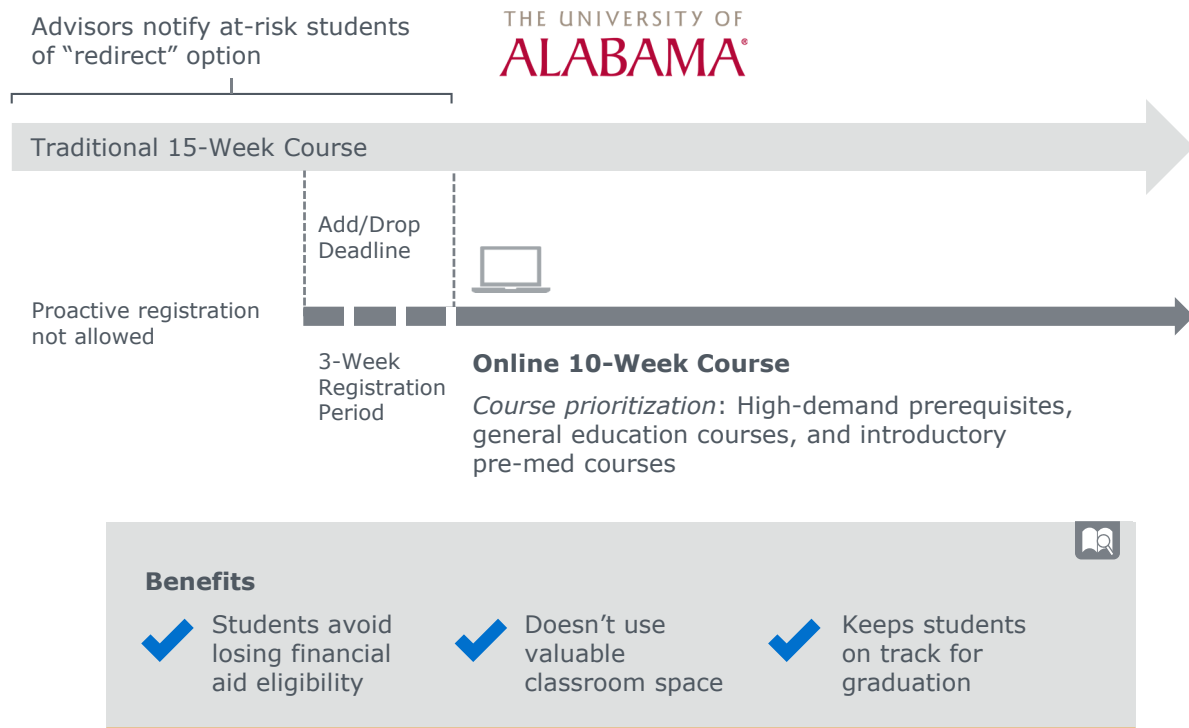 Advisors notify at-risk students
of “redirect” option
THE UNIVERSITY OF
ALABAMA®
Traditional 15-Week Course
Add/Drop
Deadline
Proactive registration
not allowed
3-Week
Registration
Period
Online 10-Week Course
Course prioritization: High-demand prerequisites,
general education courses, and introductory
pre-med courses
Benefits
Students avoid
losing financial
aid eligibility
Doesn’t use
valuable
classroom space
Keeps students
on track for
graduation